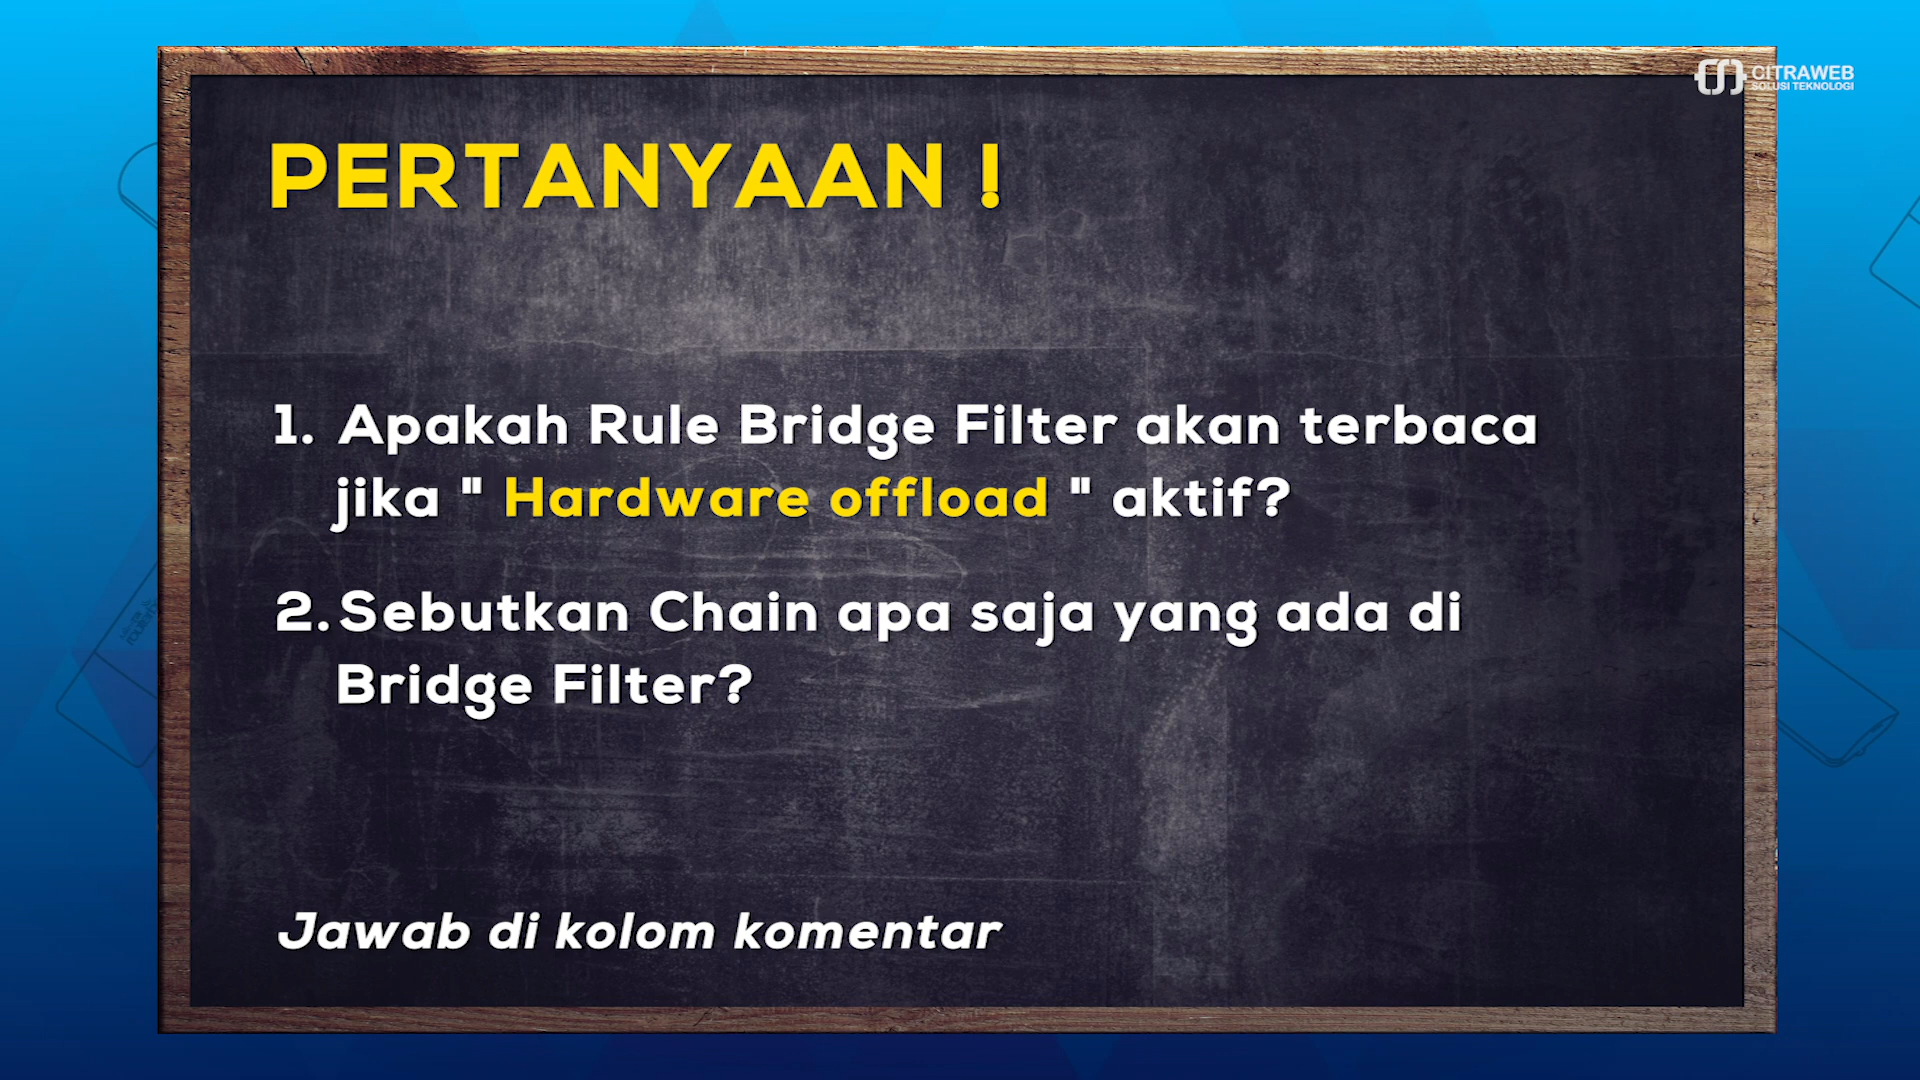 CITRAWEB
SOLUSI TEKNOLOGI
PERTANYAAN !
1. Apakah Rule Bridge Filter akan terbaca
jika " Hardware offload " aktif?
2. Sebutkan Chain apa saja yang ada di
Bridge Filter?
Jawab di kolom komentar